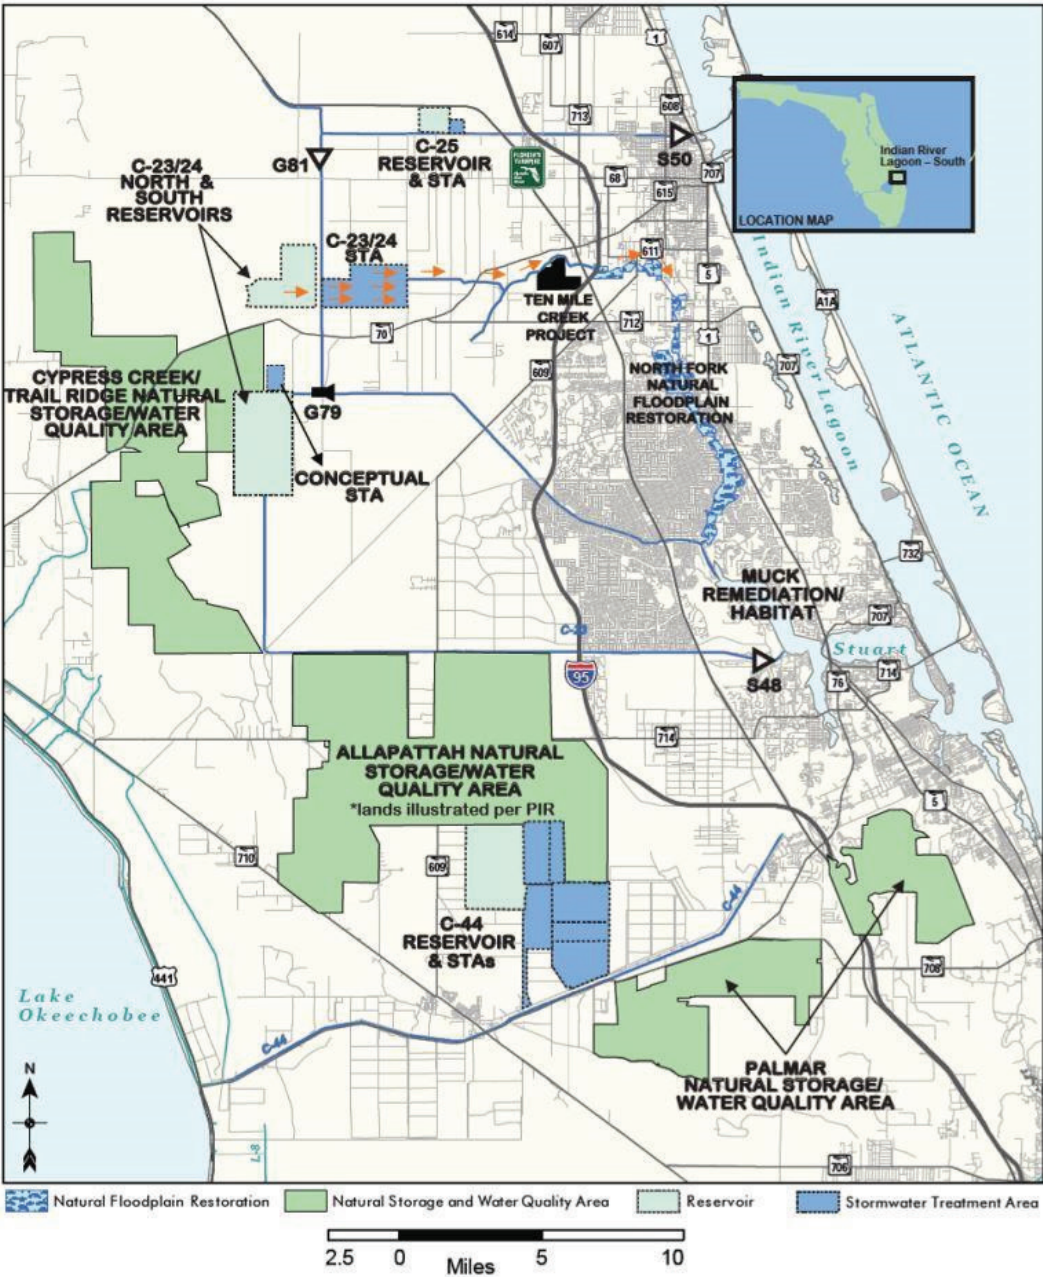 614
607
1
713
608
C-25
RESERVOIR
& STA
G81
S50
FLORIDA'S
TURNPIKE
68
615
707
Indian River
Lagoon – South
LOCATION MAP
C-23/24
NORTH &
SOUTH
RESERVOIRS
C-23/24
STA
611
5
TEN MILE
CREEK
PROJECT
70
712
1
609
707
A1A
Indian River Lagoon
ATLANTIC OCEAN
CYPRESS CREEK/
TRAIL RIDGE NATURAL
STORAGE/WATER
QUALITY AREA
G79
NORTH FORK
NATURAL
FLOODPLAIN
RESTORATION
CONCEPTUAL
STA
732
MUCK
REMEDIATION/
HABITAT
707
C-23
Stuart
S48
95
76
714
714
ALLAPATTAH NATURAL
STORAGE/WATER
QUALITY AREA
*lands illustrated per PIR
5
710
609
C-44
C-44
RESERVOIR
& STAs
441
708
Lake
Okeechobee
C-44
N
PALMAR
NATURAL STORAGE/
WATER QUALITY AREA
L-8
706
Natural Floodplain Restoration
Natural Storage and Water Quality Area
Reservoir
Stormwater Treatment Area
2.5 0 5 10
Miles